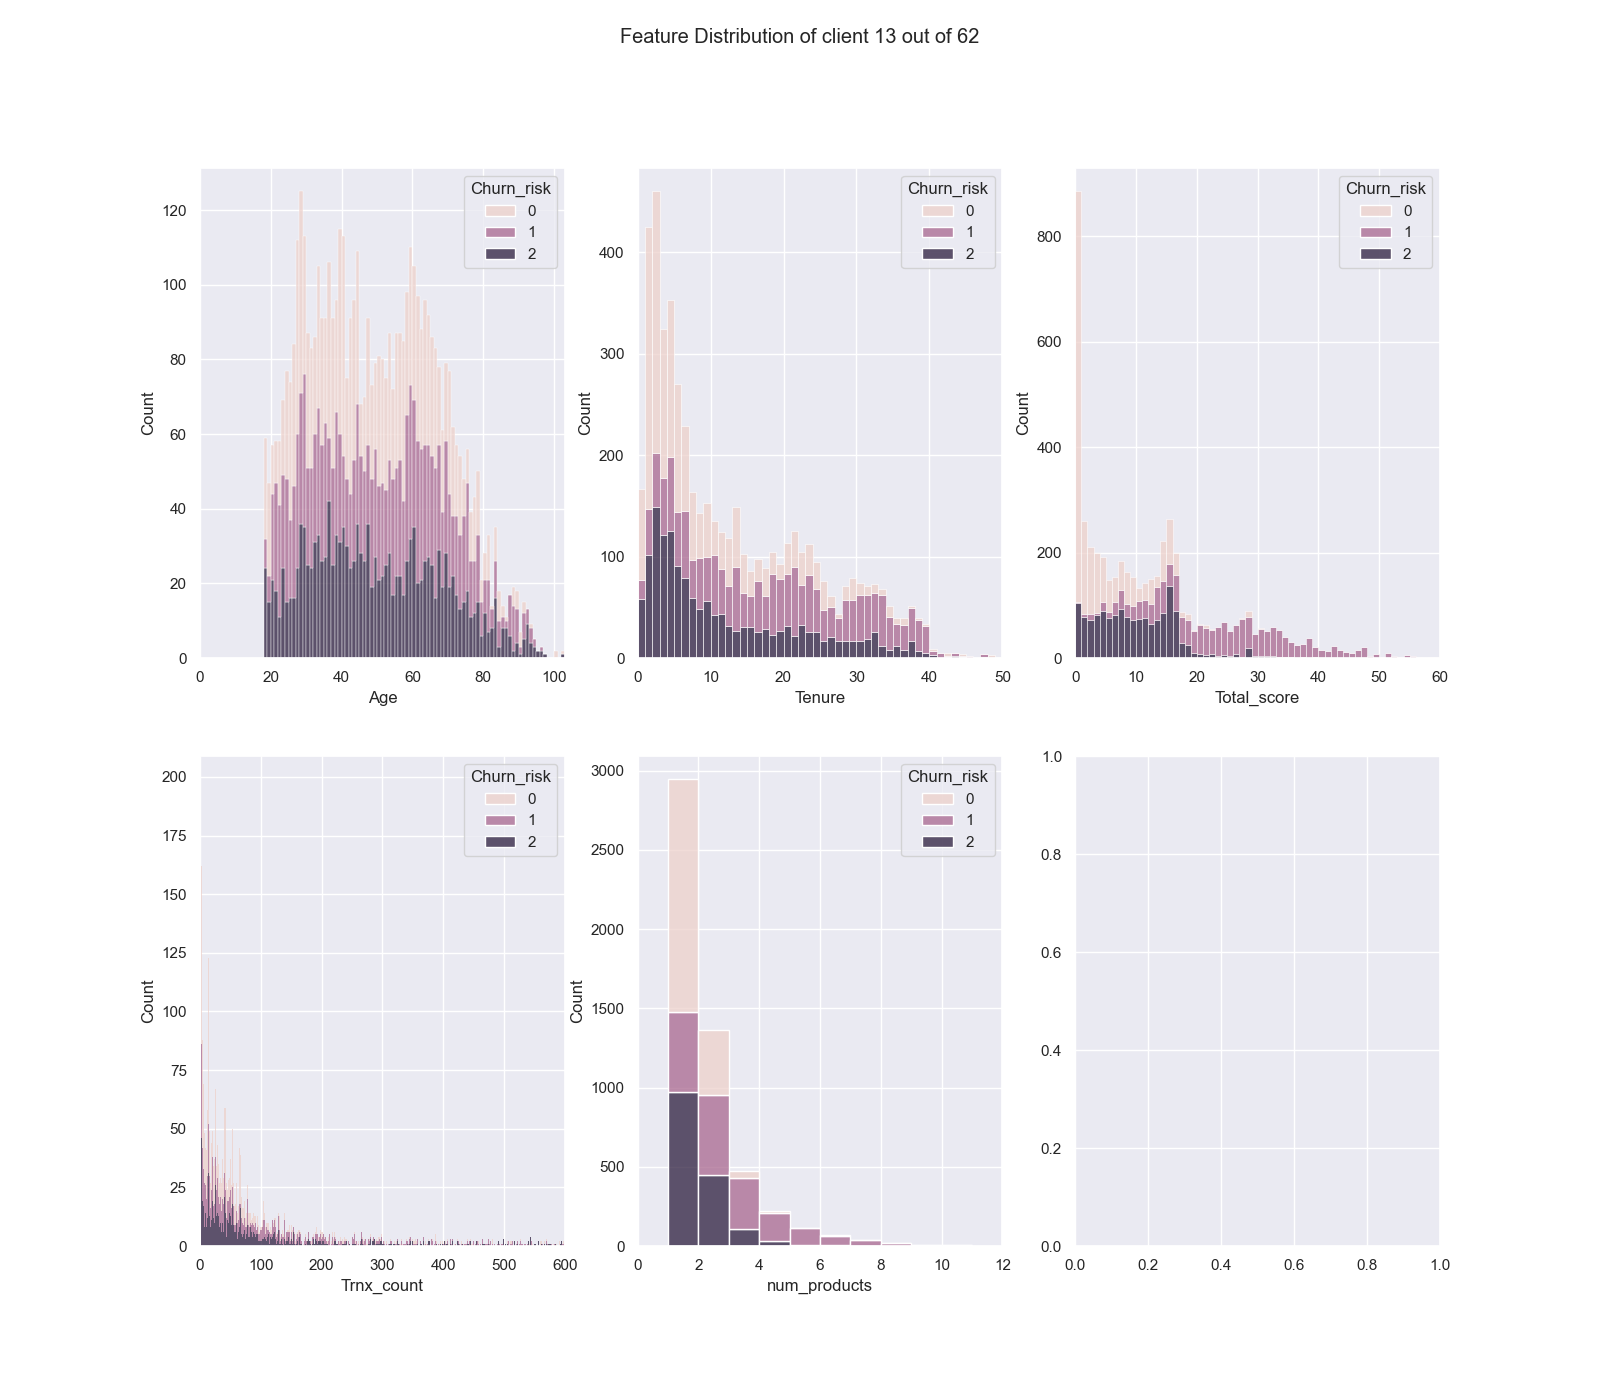 Feature Distribution of client 13 out of 62
Churn_risk
0
1
2
120
100
80
60
40
20
0
Count
0 20 40 60 80 100
Age
Churn_risk
0
1
2
400
300
200
100
0
Count
0 10 20 30 40 50
Tenure
Churn_risk
0
1
2
800
600
400
200
0
Count
0 10 20 30 40 50 60
Total_score
Churn_risk
0
1
2
200
175
150
125
100
75
50
25
0
Count
0 100 200 300 400 500 600
Trnx_count
Churn_risk
0
1
2
3000
2500
2000
1500
1000
500
0
Count
0 2 4 6 8 10 12
num_products
1.0
0.8
0.6
0.4
0.2
0.0
0.0 0.2 0.4 0.6 0.8 1.0